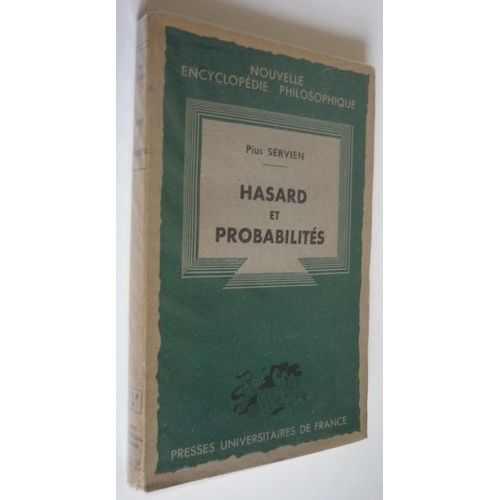 NOUVELLE
ENCYCLOPÉDIE PHILOSOPHIQUE
Pius SERVIEN
HASARD
ET
PROBABILITÉS
PRESSES UNIVERSITAIRES DE FRANCE